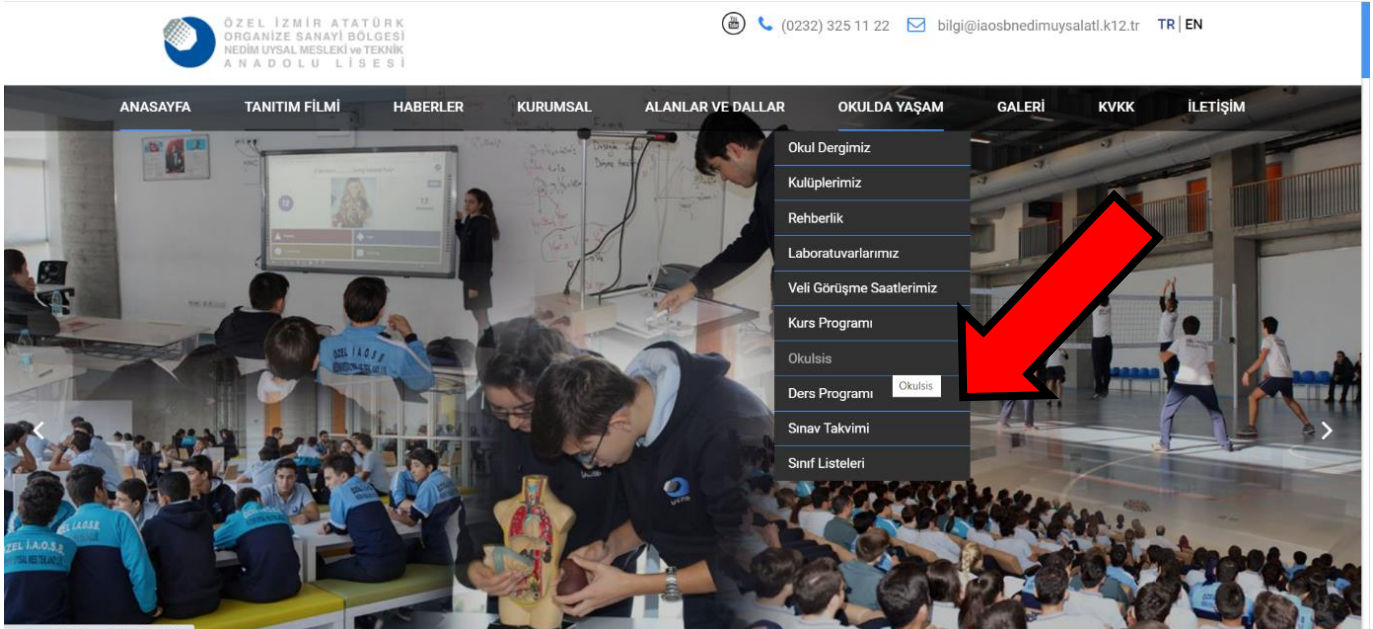 ÖZEL İZMİR ATATÜRK
ORGANİZE SANAYİ BÖLGESİ
NEDİM UYSAL MESLEKİ ve TEKNİK
ANADOLU LİSESİ
You
(0232) 325 11 22
bilgi@iaosbnedimuysalatl.k12.tr
TR | EN
ANASAYFA TANITIM FİLMİ HABERLER KURUMSAL ALANLAR VE DALLAR OKULDA YAŞAM GALERİ KVKK İLETİŞİM
Okul Dergimiz
Kulüplerimiz
Rehberlik
Laboratuvarlarımız
Veli Görüşme Saatlerimiz
Kurs Programı
Okulsis
Ders Programı
Okulsis
Sınav Takvimi
Sınıf Listeleri
12